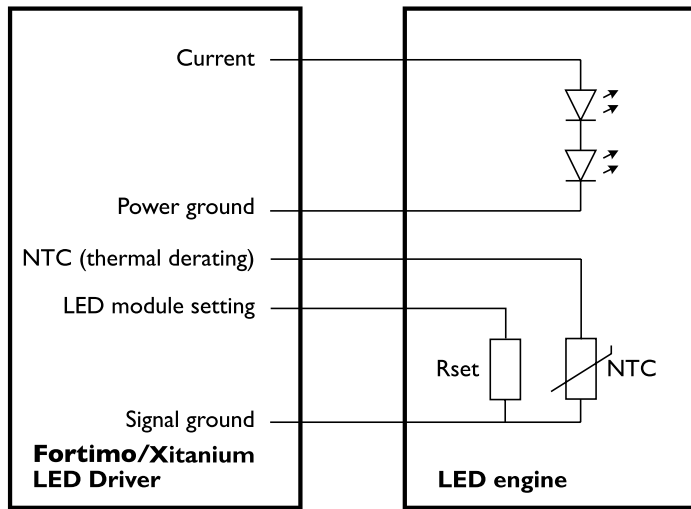 Current
Power ground
NTC (thermal derating)
LED module setting
Rset
NTC
Signal ground
Fortimo/Xitanium
LED Driver
LED engine